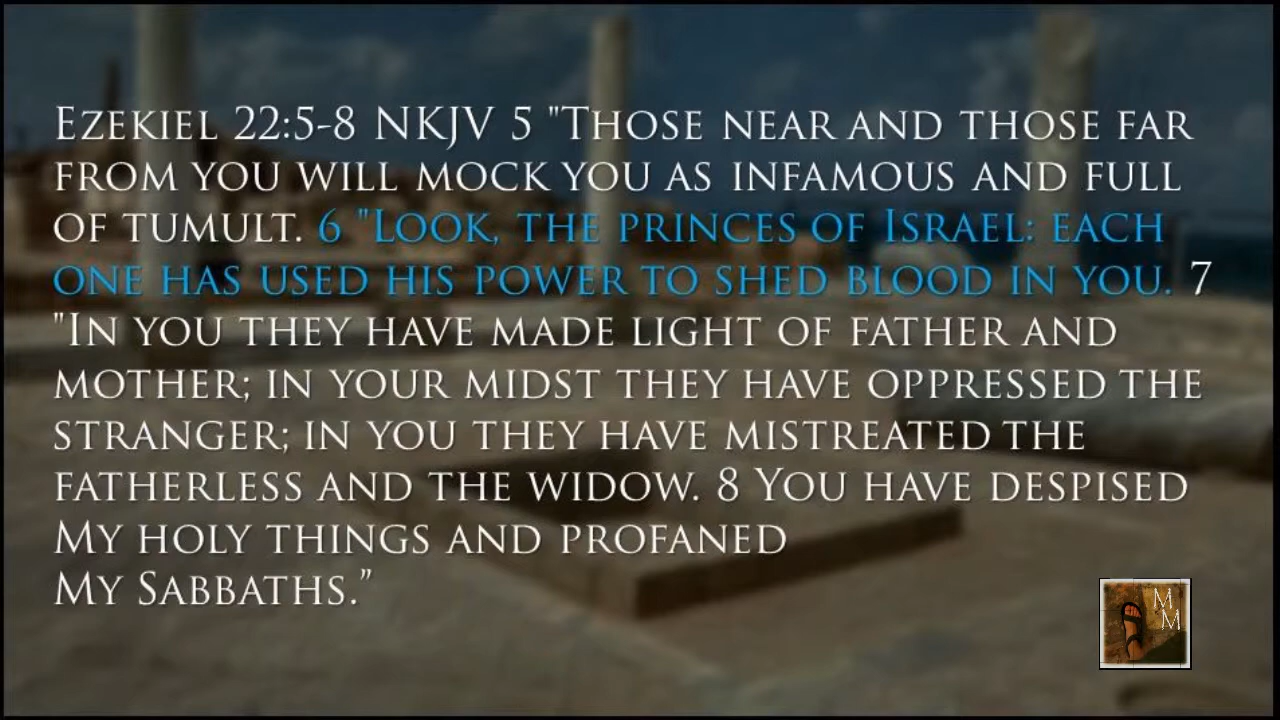 Ezekiel 22:5-8 NKJV 5 "Those near and those far
from you will mock you as infamous and full
of tumult. 6 "Look, the princes of Israel: each
one has used his power to shed blood in you. 7
"In you they have made light of father and
mother; in your midst they have oppressed the
stranger; in you they have mistreated the
fatherless and the widow. 8 You have despised
My holy things and profaned
My Sabbaths.”
M
M